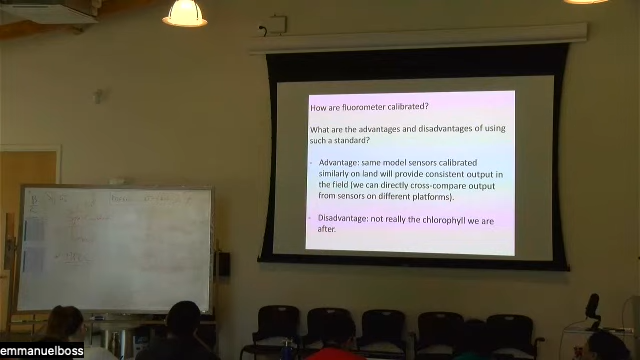 How are fluorometer calibrated?
What are the advantages and disadvantages of using
such a standard?
- Advantage: same model sensors calibrated
similarly on land will provide consistent output in
the field (we can directly cross-compare output
from sensors on different platforms).
- Disadvantage: not really the chlorophyll we are
after.
emmanuelboss